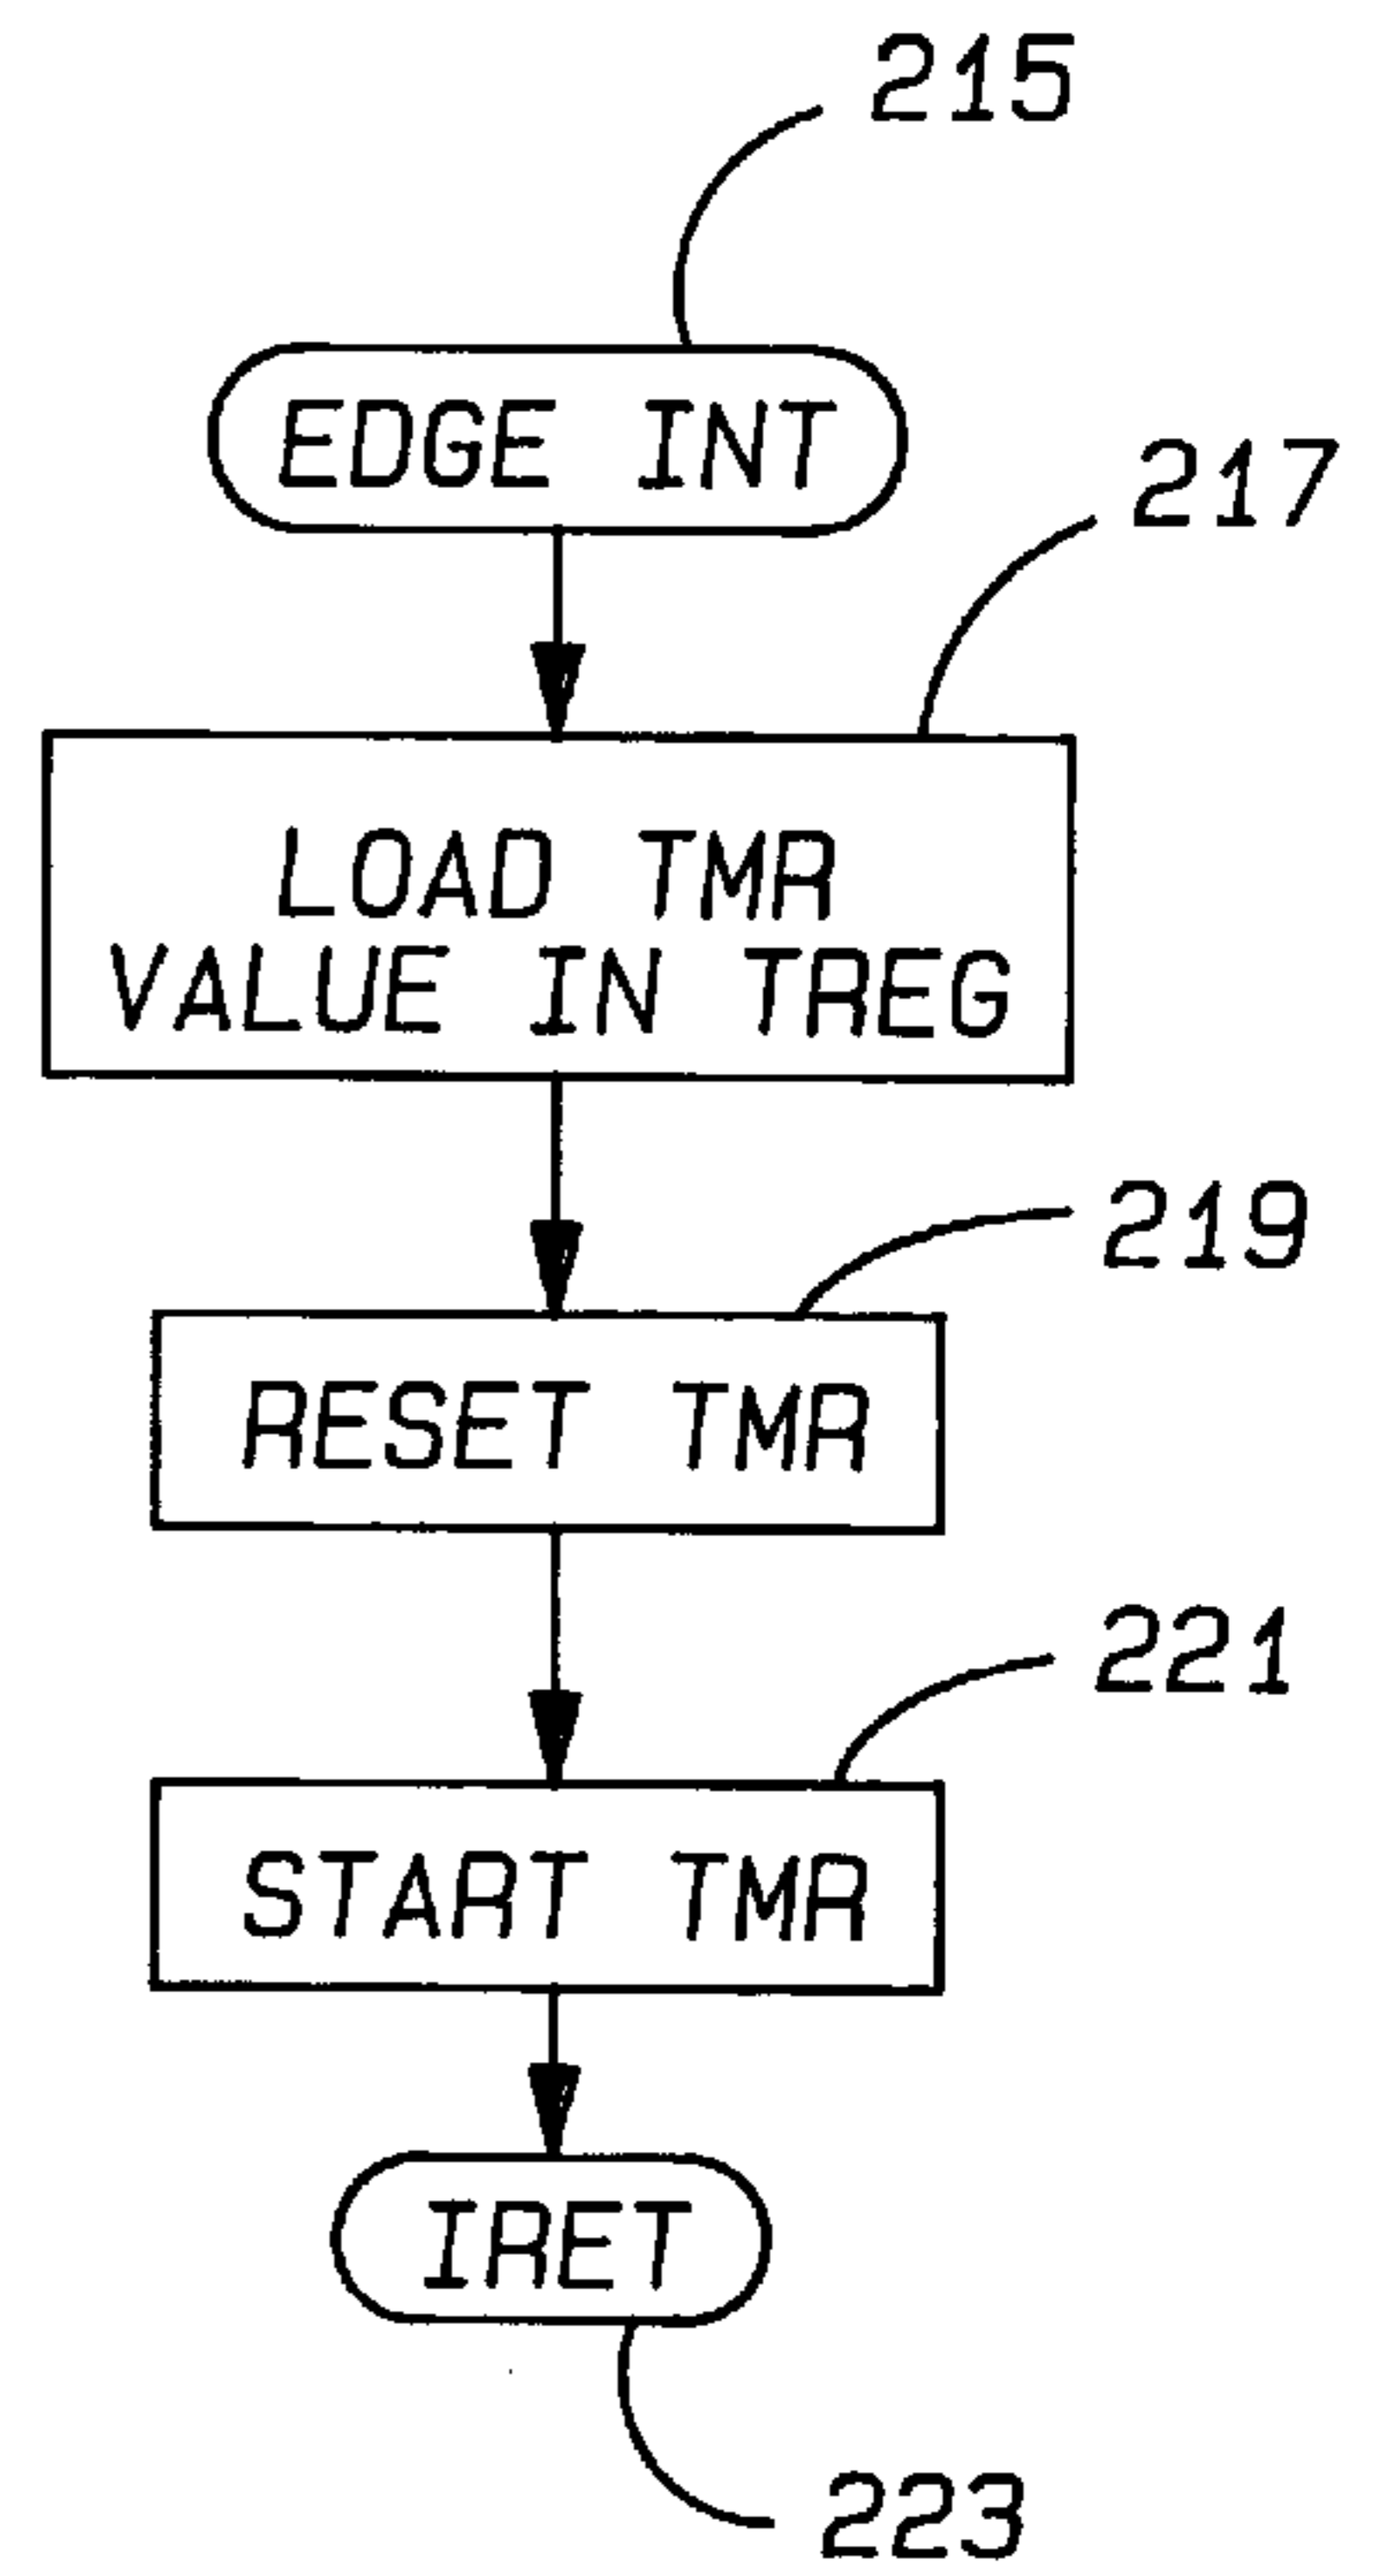 215
EDGE INT
217
LOAD TMR
VALUE IN TREG
219
RESET TMR
221
START TMR
IRET
223